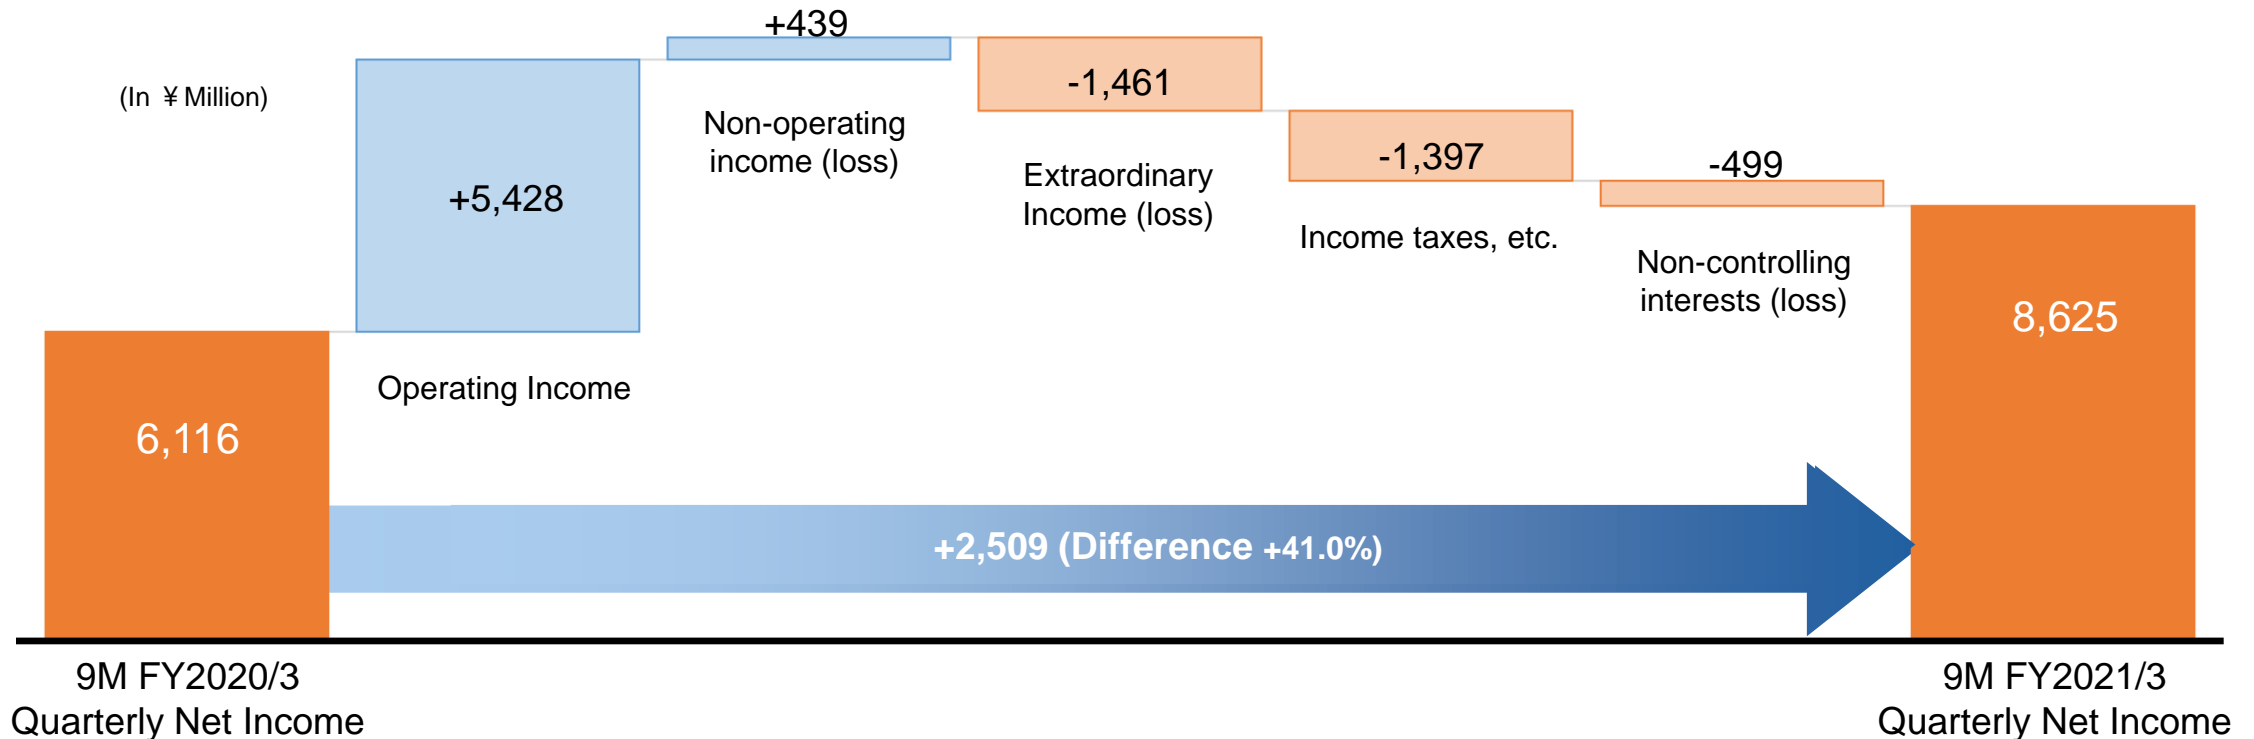 (In ¥ Million)
+439
-1,461
Non-operating
income (loss)
-1,397
-499
Extraordinary
Income (loss)
+5,428
Income taxes, etc.
Non-controlling
interests (loss)
8,625
Operating Income
6,116
+2,509 (Difference +41.0%)
9M FY2020/3
Quarterly Net Income
9M FY2021/3
Quarterly Net Income